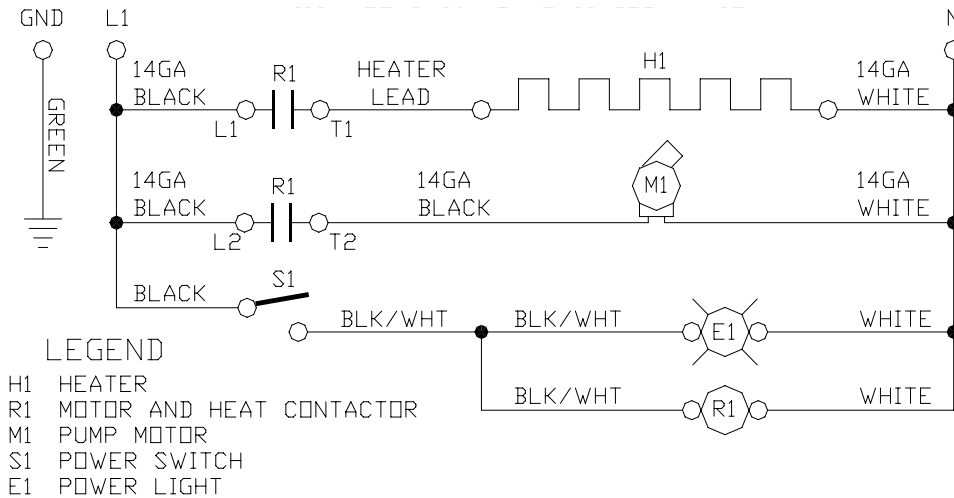 GND
L1
N
14GA
BLACK
R1
HEATER
LEAD
H1
14GA
WHITE
L1
T1
GREEN
14GA
BLACK
R1
14GA
BLACK
M1
14GA
WHITE
L2
T2
BLACK
S1
BLK/WHT
BLK/WHT
E1
WHITE
BLK/WHT
R1
WHITE
LEGEND
H1 HEATER
R1 MOTOR AND HEAT CONTACTOR
M1 PUMP MOTOR
S1 POWER SWITCH
E1 POWER LIGHT